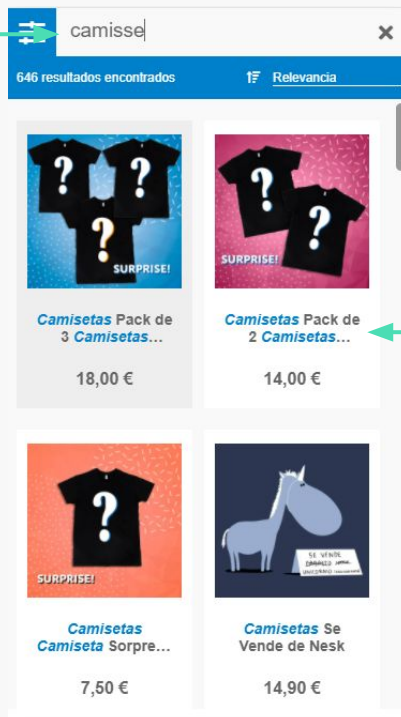 camisse
646 resultados encontrados
Relevancia
?
?
?
SURPRISE!
Camisetas Pack de
3 Camisetas...
18,00 €
?
?
SURPRISE!
Camisetas Pack de
2 Camisetas...
14,00 €
?
SURPRISE!
Camisetas
Camiseta Sorpre...
7,50 €
SE VENDE
UNICORNIO
Camisetas Se
Vende de Nesk
14,90 €